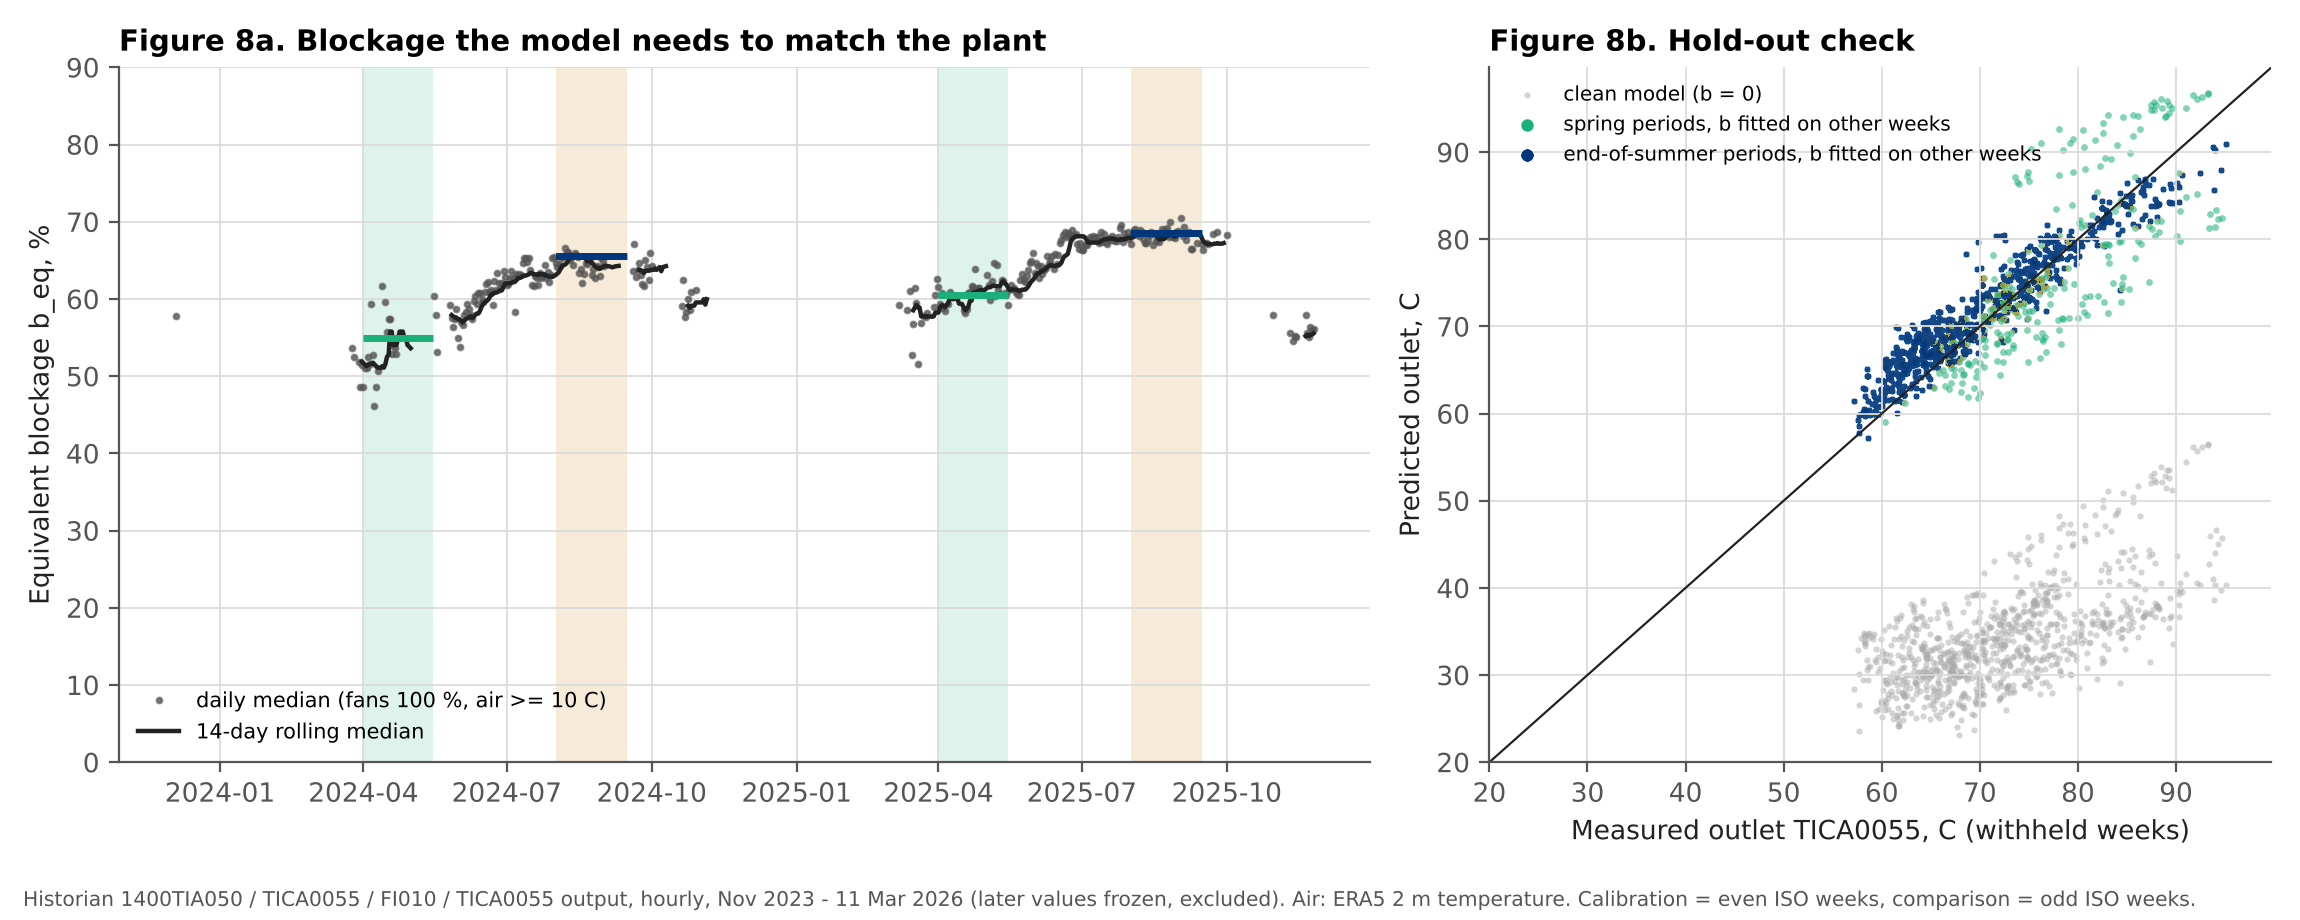 Figure 8a. Blockage the model needs to match the plant
Equivalent blockage b_eq, %
90
80
70
60
50
40
30
20
10
0
daily median (fans 100 %, air >= 10 C)
14-day rolling median
2024-01 2024-04 2024-07 2024-10 2025-01 2025-04 2025-07 2025-10
Figure 8b. Hold-out check
clean model (b = 0)
spring periods, b fitted on other weeks
end-of-summer periods, b fitted on other weeks
Predicted outlet, C
90
80
70
60
50
40
30
20
20 30 40 50 60 70 80 90
Measured outlet TICA0055, C (withheld weeks)
Historian 1400TIA050 / TICA0055 / FI010 / TICA0055 output, hourly, Nov 2023 - 11 Mar 2026 (later values frozen, excluded). Air: ERA5 2 m temperature. Calibration = even ISO weeks, comparison = odd ISO weeks.